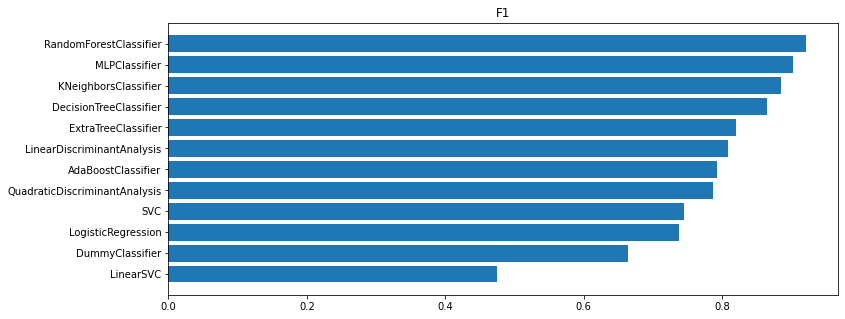 F1
RandomForestClassifier
MLPClassifier
KNeighborsClassifier
DecisionTreeClassifier
ExtraTreeClassifier
LinearDiscriminantAnalysis
AdaBoostClassifier
QuadraticDiscriminantAnalysis
SVC
LogisticRegression
DummyClassifier
LinearSVC
0.0 0.2 0.4 0.6 0.8